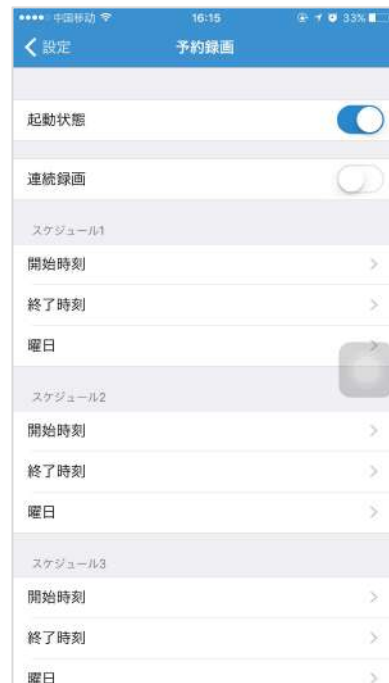 中国移动 16:15 33%
設定 予約録画
起動状態
連続録画
スケジュール1
開始時刻
終了時刻
曜日
スケジュール2
開始時刻
終了時刻
曜日
スケジュール3
開始時刻
終了時刻
曜日